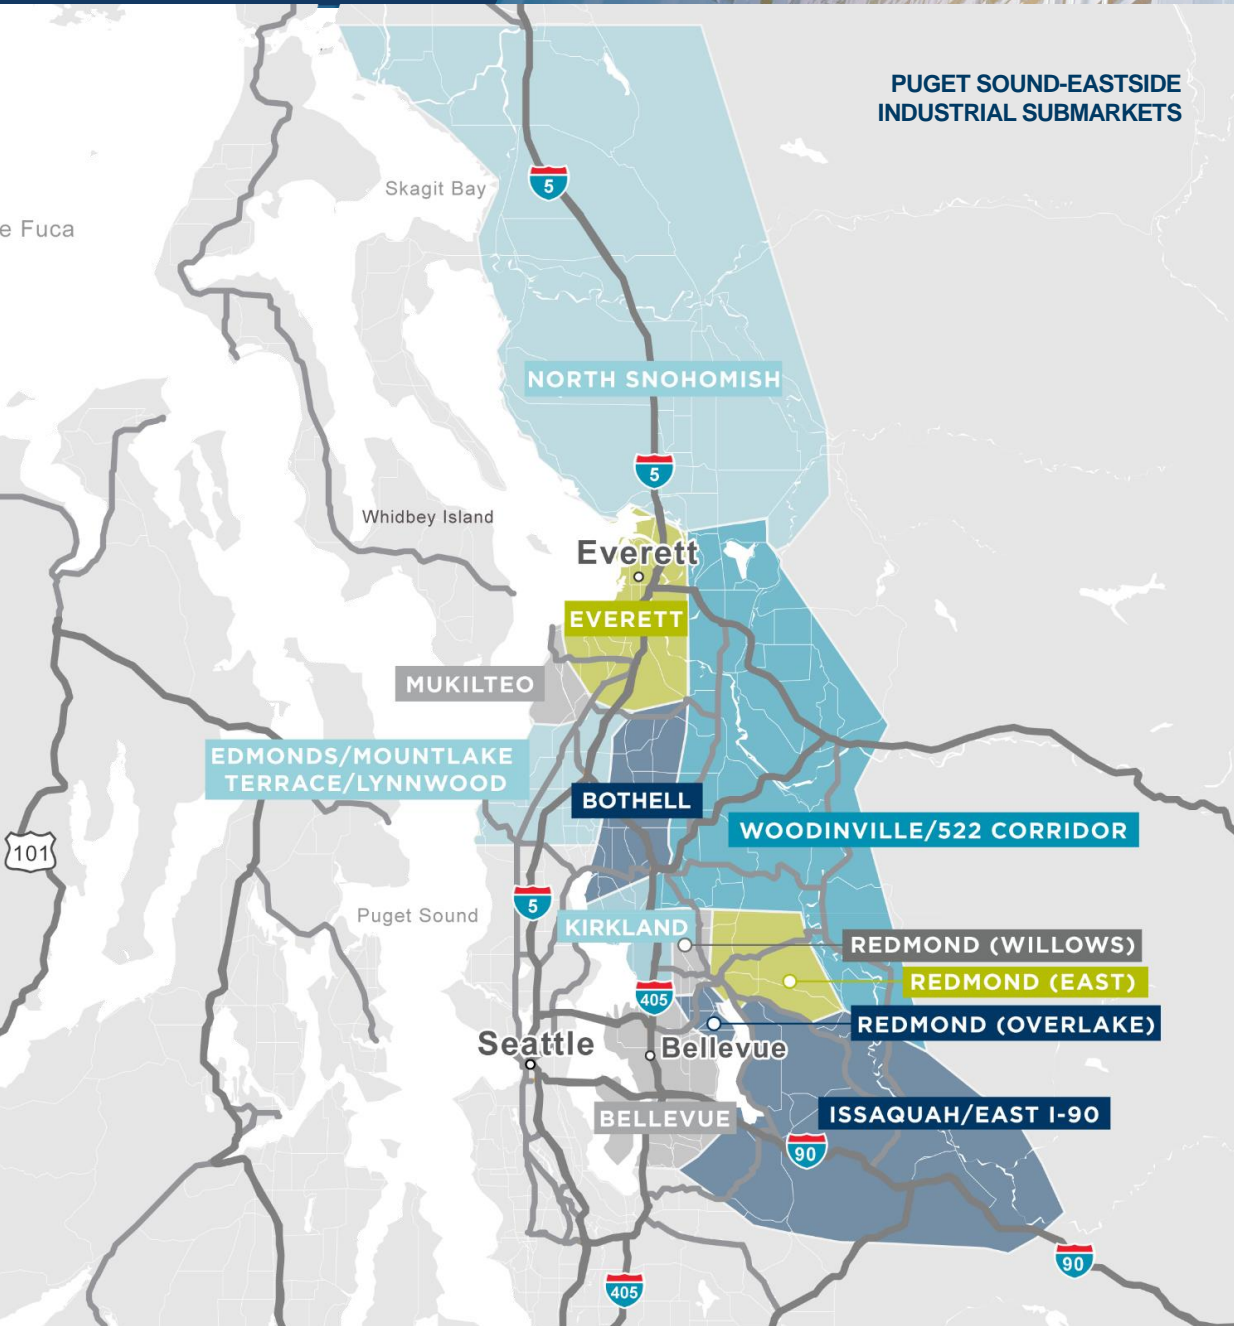 PUGET SOUND-EASTSIDE
INDUSTRIAL SUBMARKETS
5
Skagit Bay
e Fuca
NORTH SNOHOMISH
5
Whidbey Island
Everett
EVERETT
MUKILTEO
EDMONDS/MOUNTLAKE
TERRACE/LYNNWOOD
BOTHELL
WOODINVILLE/522 CORRIDOR
101
5
Puget Sound
KIRKLAND
REDMOND (WILLOWS)
REDMOND (EAST)
405
REDMOND (OVERLAKE)
Seattle
Bellevue
BELLEVUE
ISSAQUAH/EAST I-90
90
90
405